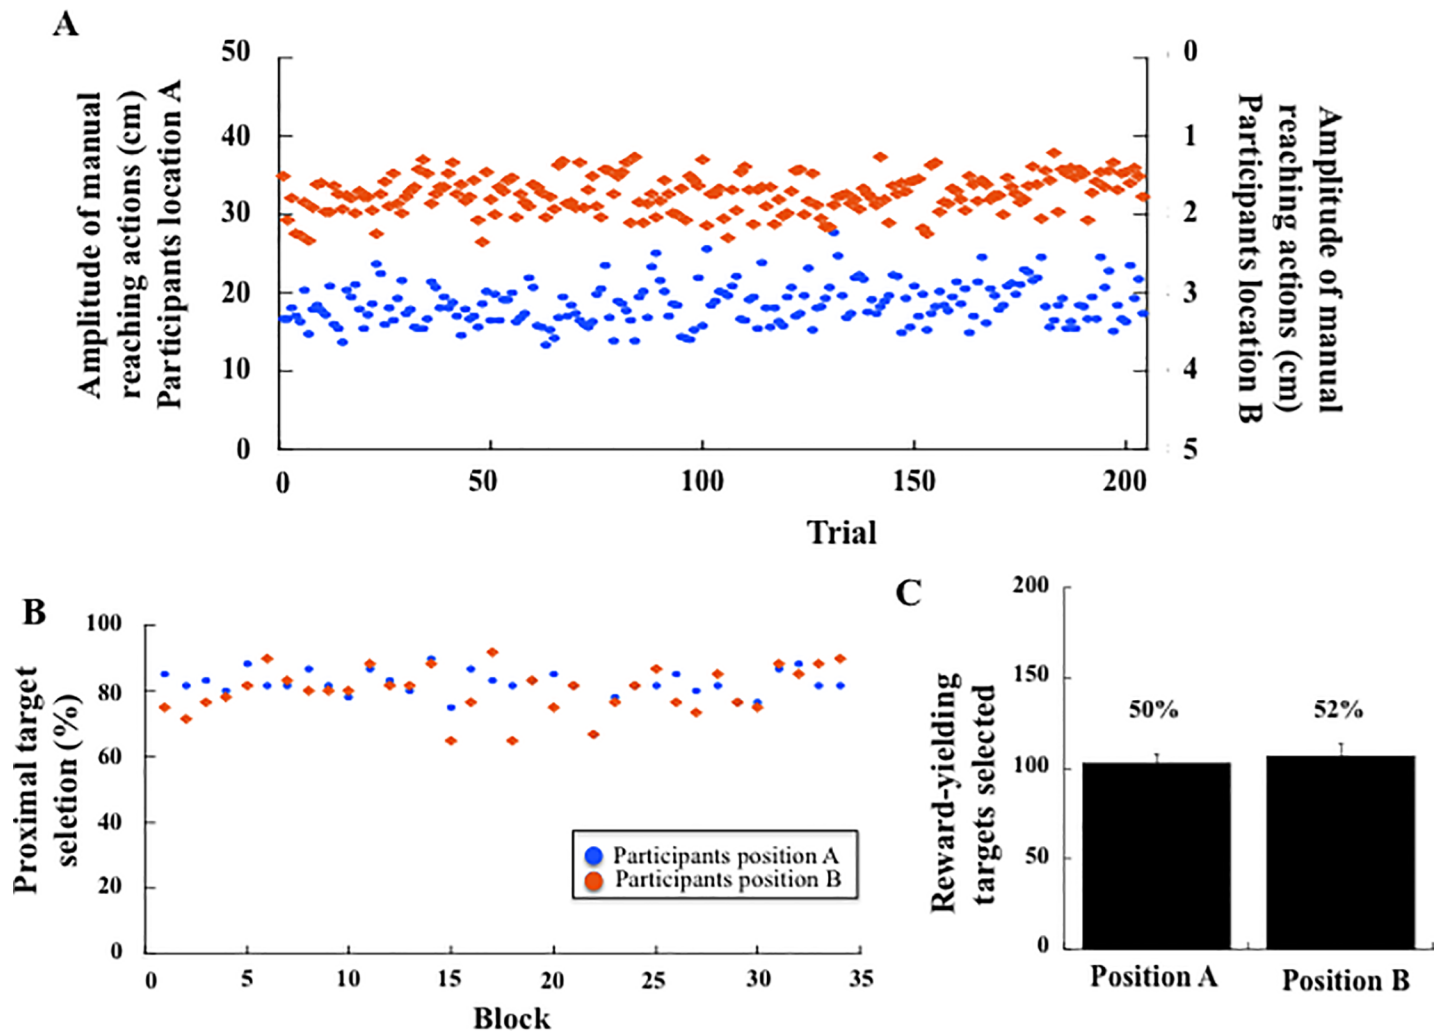 A
Amplitude of manual
reaching actions (cm)
Participants location A
50
40
30
20
10
0
0
1
2
3
4
5
Amplitude of manual
reaching actions (cm)
Participants location B
0
50
100
150
200
Trial
B
Proximal target
seletion (%)
100
80
60
40
20
0
Participants position A
Participants position B
0
5
10
15
20
25
30
35
Block
C
Reward-yielding
targets selected
200
150
100
50
0
50%
52%
Position A
Position B